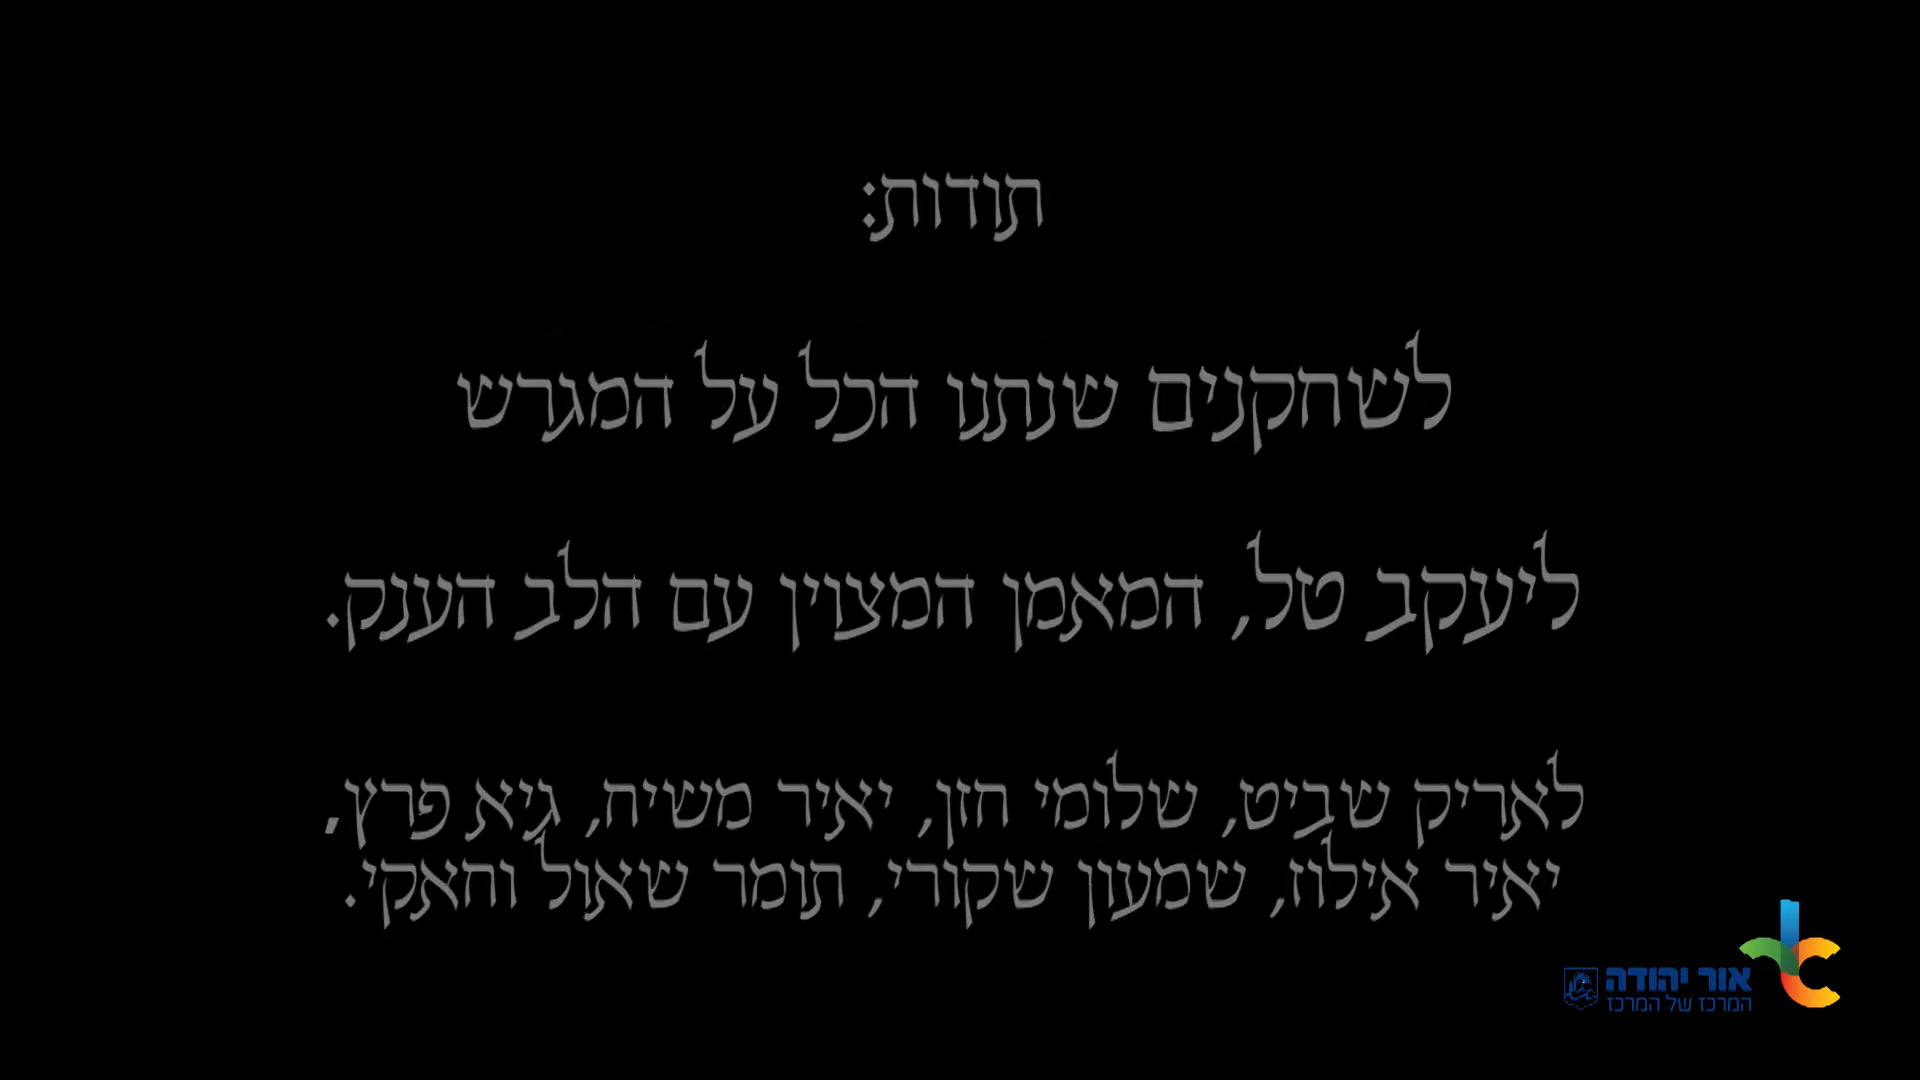 תודות:
לשחקנים שנתנו הכל על המגרש
ליעקב טל, המאמן המצוין עם הלב הענק.
לאריק שביט, שלומי חזן, יאיר משיח, גיא פרץ,
יאיר אילוז, שמעון שקורי, תומר שאול וחאקי.
אור יהודה
המרכז של המרכז